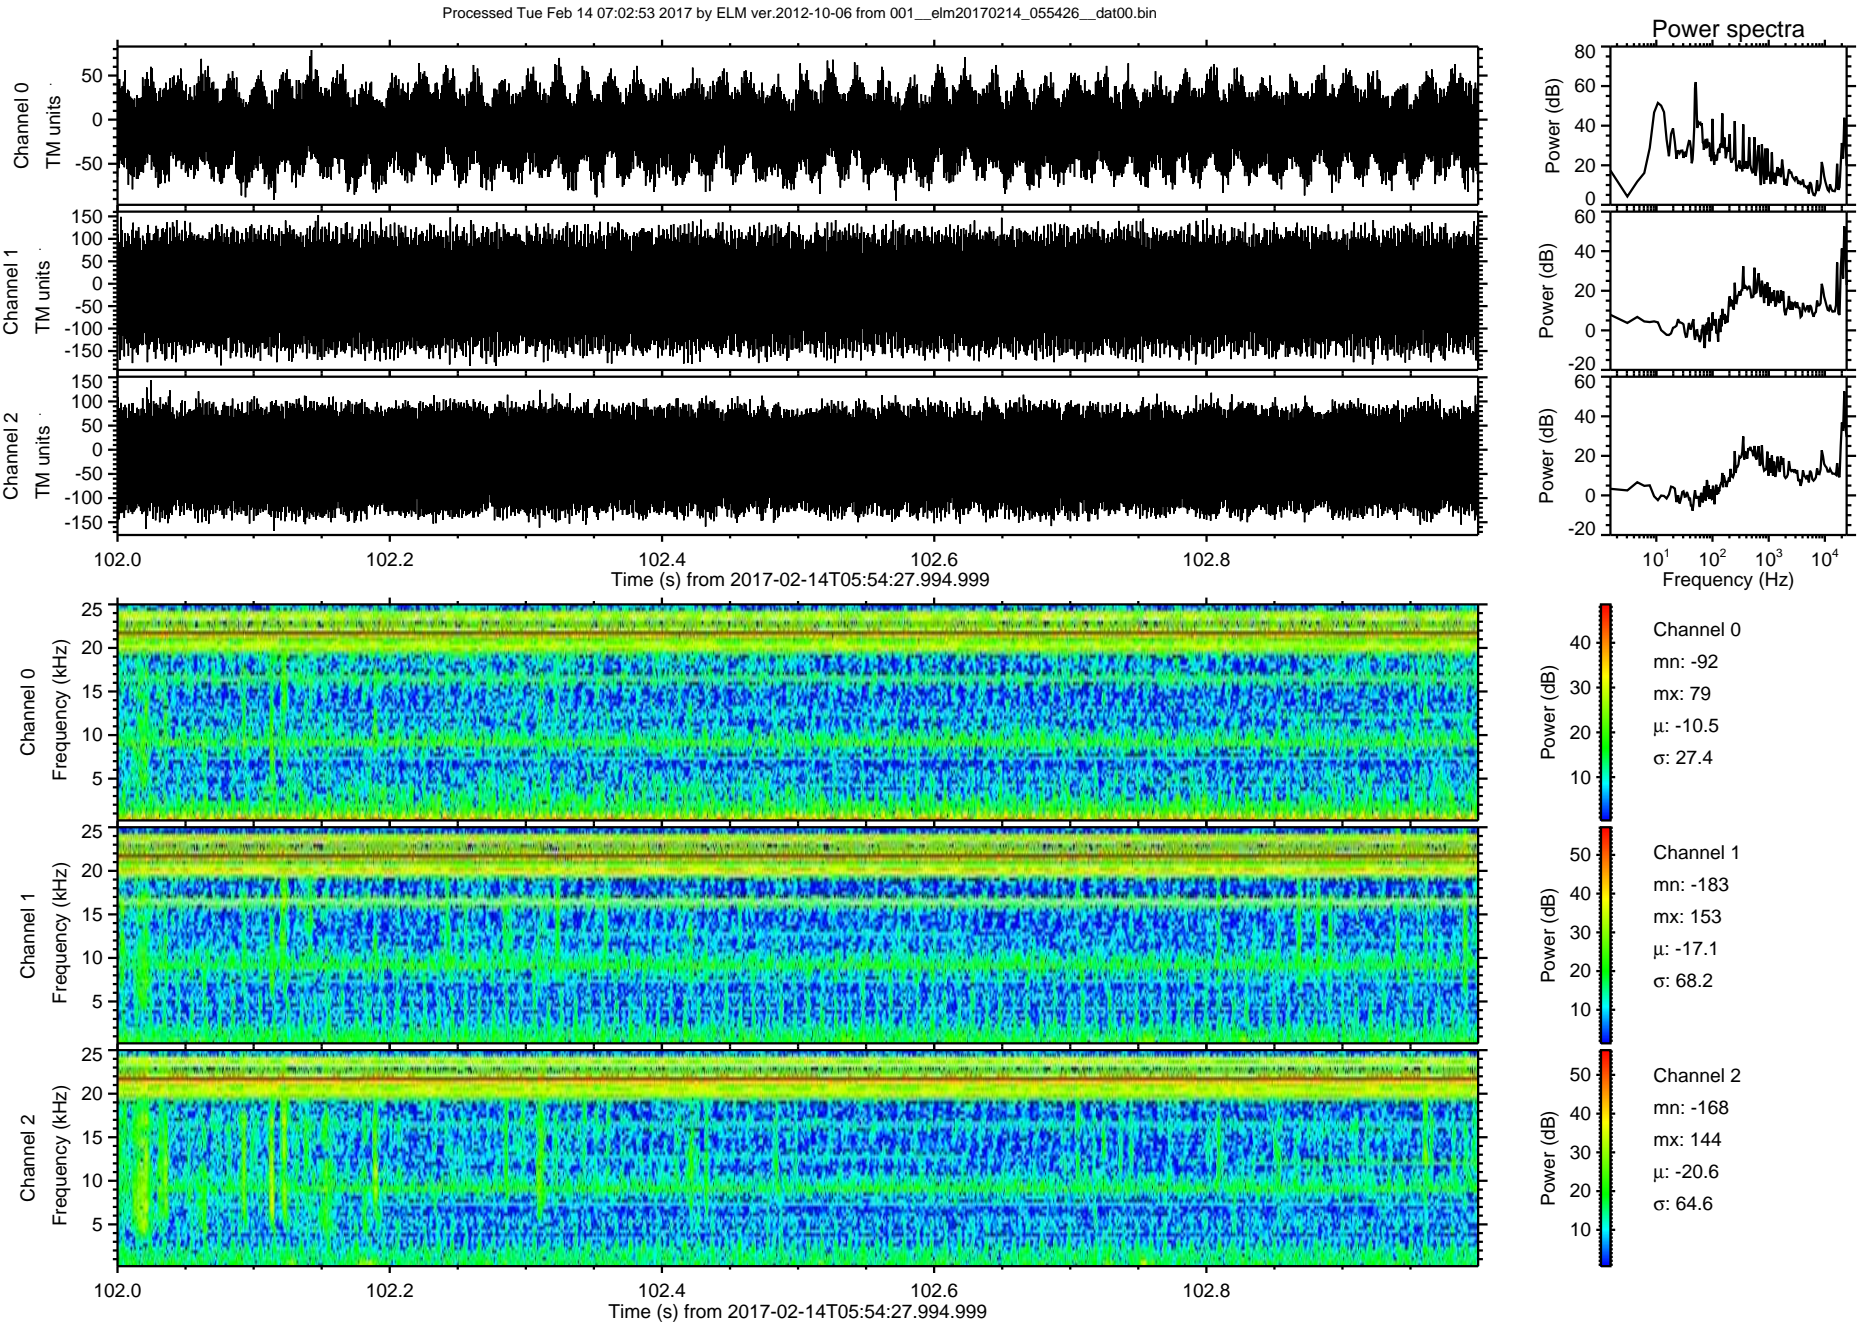 Processed Tue Feb 14 07:02:53 2017 by ELM ver.2012-10-06 from 001__elm20170214_055426__dat00.bin
Power spectra
Channel 0
TM units
50
0
-50
Power (dB)
80
60
40
20
0
Channel 1
TM units
150
100
50
0
-50
-100
-150
Power (dB)
60
40
20
0
-20
Channel 2
TM units
150
100
50
0
-50
-100
-150
Power (dB)
60
40
20
0
-20
102.0 102.2 102.4 102.6 102.8
Time (s) from 2017-02-14T05:54:27.994.999
10¹ 10² 10³ 10⁴
Frequency (Hz)
Channel 0
Frequency (kHz)
25
20
15
10
5
Power (dB)
40
30
20
10
Channel 0
mn: -92
mx: 79
μ: -10.5
σ: 27.4
Channel 1
Frequency (kHz)
25
20
15
10
5
Power (dB)
50
40
30
20
10
Channel 1
mn: -183
mx: 153
μ: -17.1
σ: 68.2
Channel 2
Frequency (kHz)
25
20
15
10
5
Power (dB)
50
40
30
20
10
Channel 2
mn: -168
mx: 144
μ: -20.6
σ: 64.6
102.0 102.2 102.4 102.6 102.8
Time (s) from 2017-02-14T05:54:27.994.999